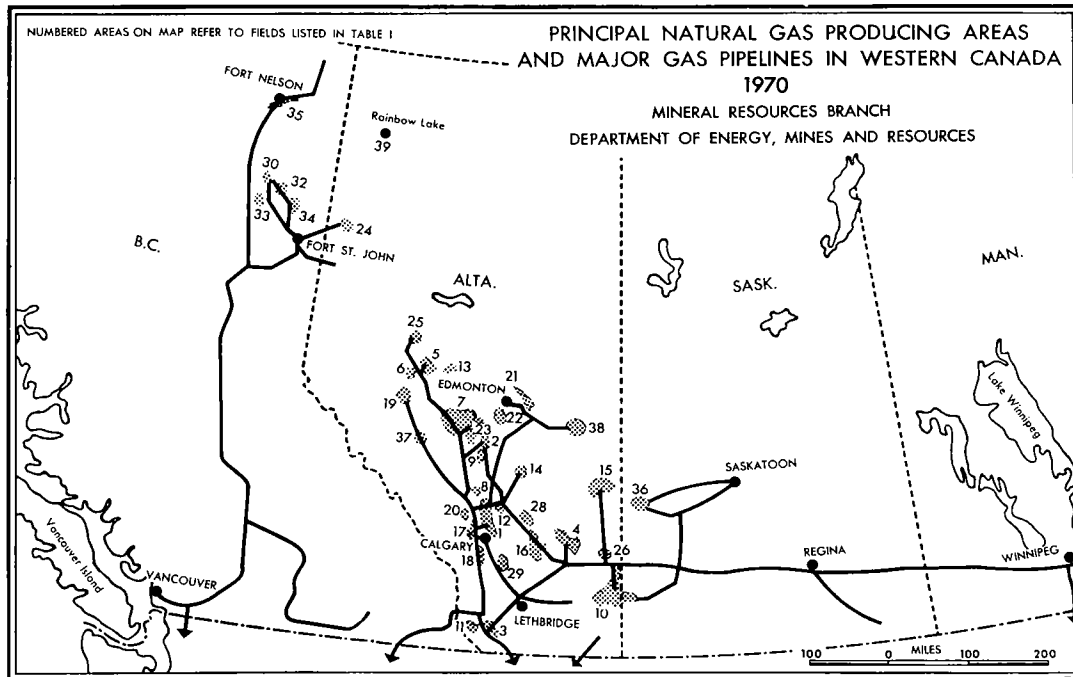 NUMBERED AREAS ON MAP REFER TO FIELDS LISTED IN TABLE 1
PRINCIPAL NATURAL GAS PRODUCING AREAS
AND MAJOR GAS PIPELINES IN WESTERN CANADA
1970
MINERAL RESOURCES BRANCH
DEPARTMENT OF ENERGY, MINES AND RESOURCES
FORT NELSON
35
Rainbow Lake
39
30
32
33
34
24
FORT ST. JOHN
B.C.
ALTA.
SASK.
MAN.
25
5
6
13
EDMONTON
21
19
7
22
23
38
37
2
9
14
15
SASKATOON
36
8
20
12
28
17
1
4
CALGARY
16
26
18
29
REGINA
WINNIPEG
Lake Winnipeg
Vancouver Island
VANCOUVER
10
LETHBRIDGE
11
3
100
0
MILES
100
200